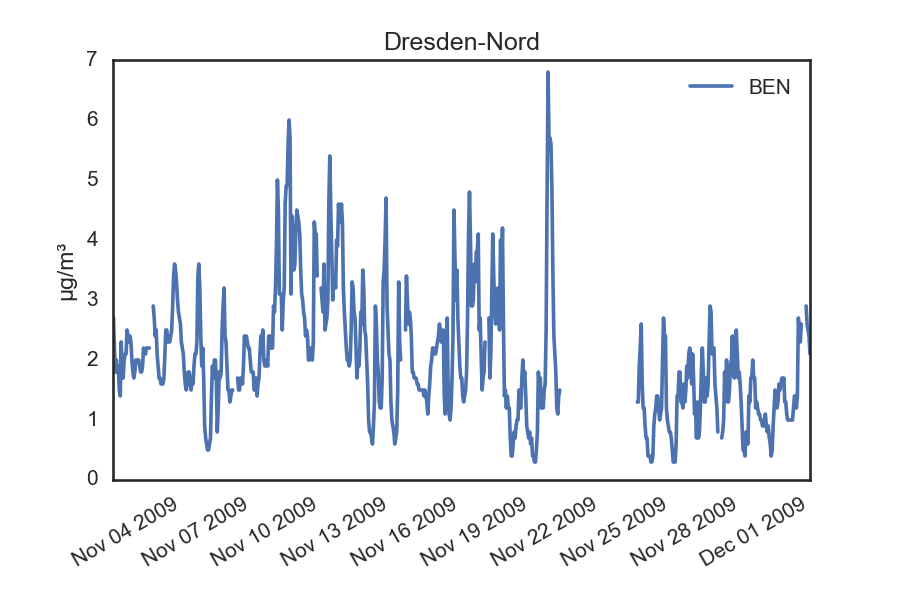 Dresden-Nord
BEN
µg/m³
7
6
5
4
3
2
1
0
Nov 04 2009
Nov 07 2009
Nov 10 2009
Nov 13 2009
Nov 16 2009
Nov 19 2009
Nov 22 2009
Nov 25 2009
Nov 28 2009
Dec 01 2009